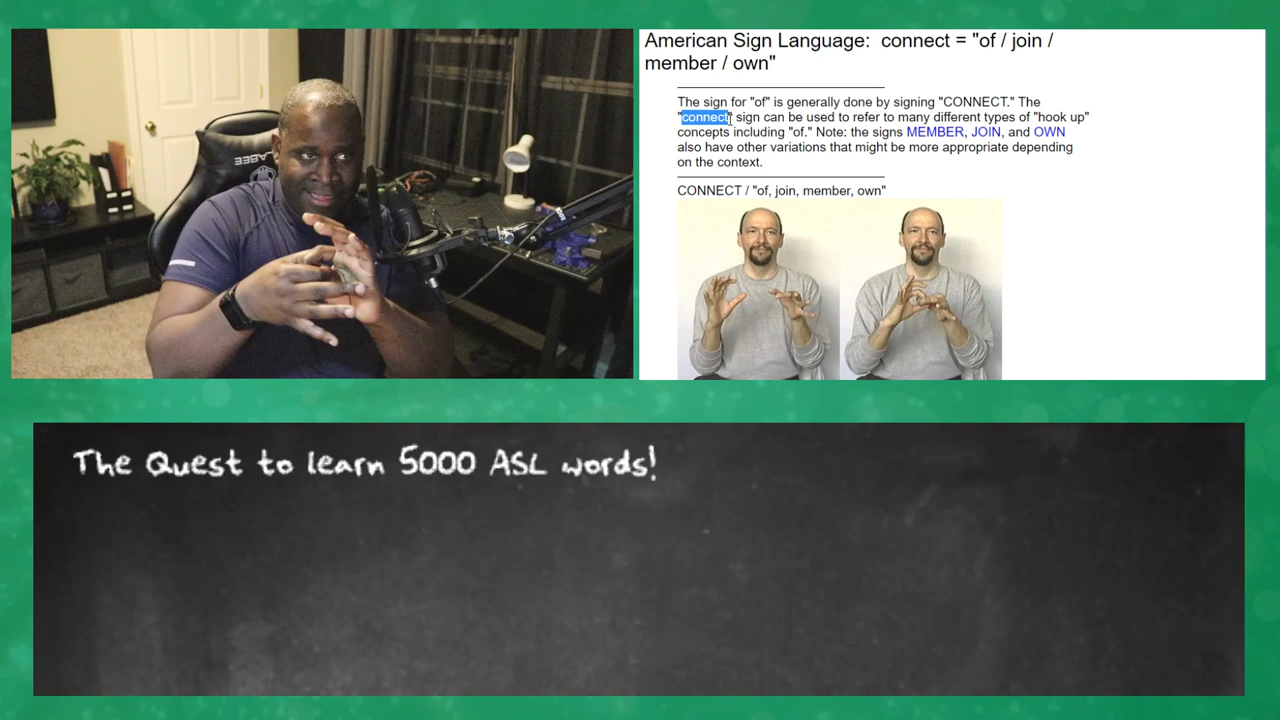 American Sign Language:  connect = "of / join /
member / own"
The sign for "of" is generally done by signing "CONNECT." The
"connect" sign can be used to refer to many different types of "hook up"
concepts including "of." Note: the signs MEMBER, JOIN, and OWN
also have other variations that might be more appropriate depending
on the context.
CONNECT / "of, join, member, own"
The Quest to learn 5000 ASL words!